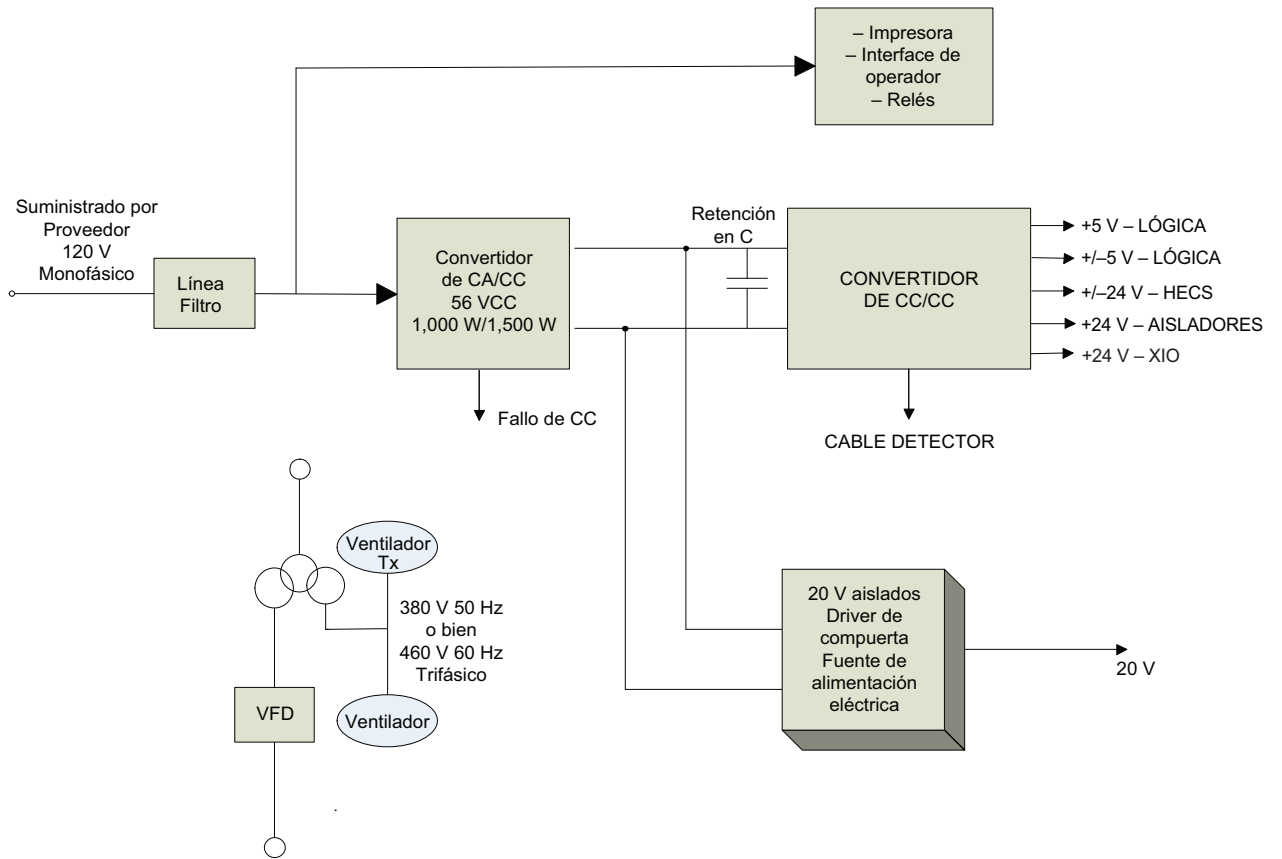 – Impresora
– Interface de
operador
– Relés
Suministrado por
Proveedor
120 V
Monofásico
Línea
Filtro
Convertidor
de CA/CC
56 VCC
1,000 W/1,500 W
Fallo de CC
Retención
en C
CONVERTIDOR
DE CC/CC
+5 V – LÓGICA
+/–5 V – LÓGICA
+/–24 V – HECS
+24 V – AISLADORES
+24 V – XIO
CABLE DETECTOR
Ventilador
Tx
380 V 50 Hz
o bien
460 V 60 Hz
Trifásico
VFD
Ventilador
20 V aislados
Driver de
compuerta
Fuente de
alimentación
eléctrica
20 V